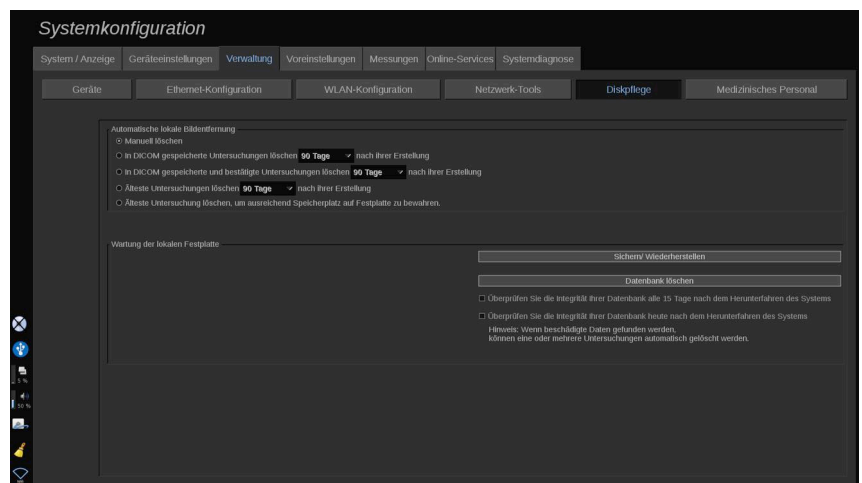 Systemkonfiguration
System / Anzeige Geräteeinstellungen Verwaltung Voreinstellungen Messungen Online-Services Systemdiagnose
Geräte Ethernet-Konfiguration WLAN-Konfiguration Netzwerk-Tools Diskpflege Medizinisches Personal
Automatische lokale Bildentfernung
Manuell löschen
In DICOM gespeicherte Untersuchungen löschen 90 Tage nach ihrer Erstellung
In DICOM gespeicherte und bestätigte Untersuchungen löschen 90 Tage nach ihrer Erstellung
Älteste Untersuchungen löschen 90 Tage nach ihrer Erstellung
Älteste Untersuchung löschen, um ausreichend Speicherplatz auf Festplatte zu bewahren.
Wartung der lokalen Festplatte
Sichern/ Wiederherstellen
Datenbank löschen
Überprüfen Sie die Integrität Ihrer Datenbank alle 15 Tage nach dem Herunterfahren des Systems
Überprüfen Sie die Integrität Ihrer Datenbank heute nach dem Herunterfahren des Systems
Hinweis: Wenn beschädigte Daten gefunden werden,
können eine oder mehrere Untersuchungen automatisch gelöscht werden.
5 %
50 %